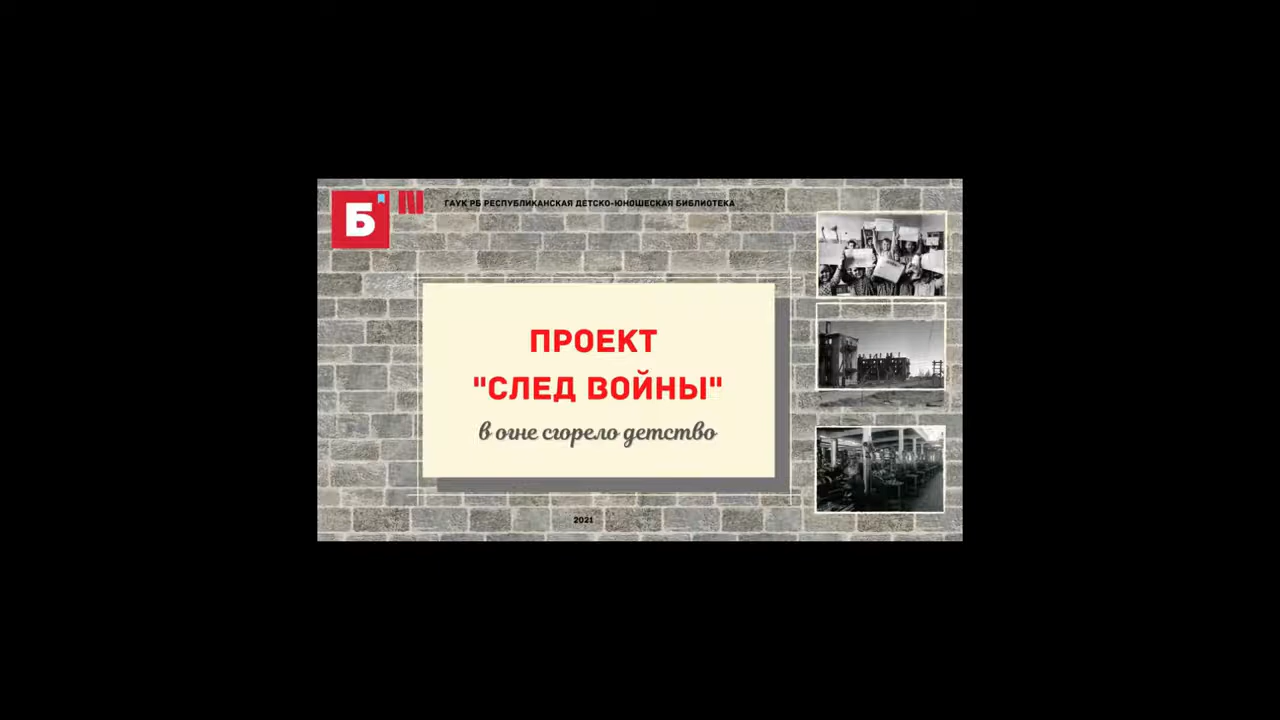 Б
ГАУК РБ РЕСПУБЛИКАНСКАЯ ДЕТСКО-ЮНОШЕСКАЯ БИБЛИОТЕКА
ПРОЕКТ
"СЛЕД ВОЙНЫ"
в огне сгорело детство
2021